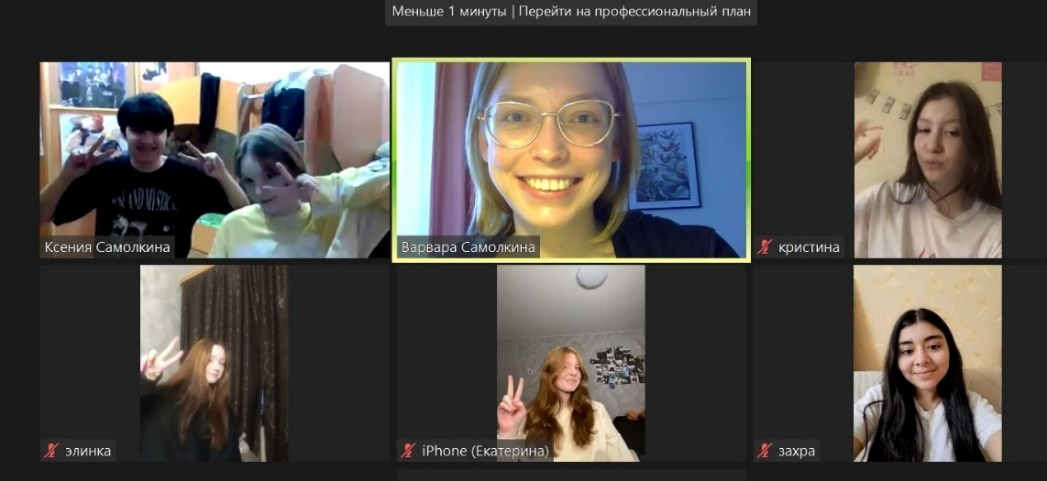 Меньше 1 минуты | Перейти на профессиональный план
Ксения Самолкина
Варвара Самолкина
кристина
элинка
iPhone (Екатерина)
захра